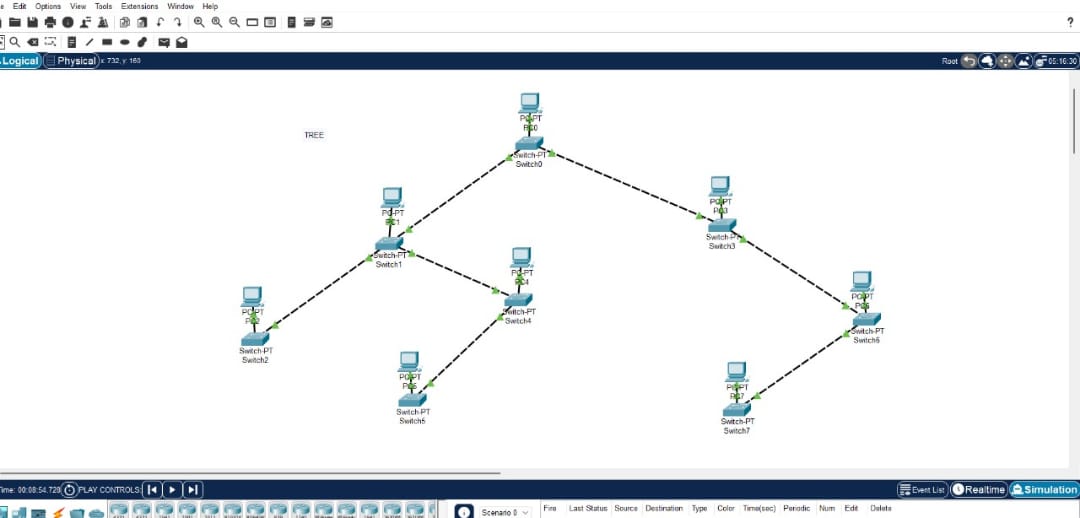 Edit Options View Tools Extensions Window Help
?
Logical Physical x: 732, y: 160 Root 05:16:30
TREE
PC-PT
PC0
Switch-PT
Switch0
PC-PT
PC1
Switch-PT
Switch1
PC-PT
PC3
Switch-PT
Switch3
PC-PT
PC4
Switch-PT
Switch4
PC-PT
PC2
Switch-PT
Switch2
PC-PT
PC6
Switch-PT
Switch6
PC-PT
PC5
Switch-PT
Switch5
PC-PT
PC7
Switch-PT
Switch7
Time: 00:08:54.728 PLAY CONTROLS: Event List Realtime Simulation
Scenario 0 Fire Last Status Source Destination Type Color Time(sec) Periodic Num Edit Delete